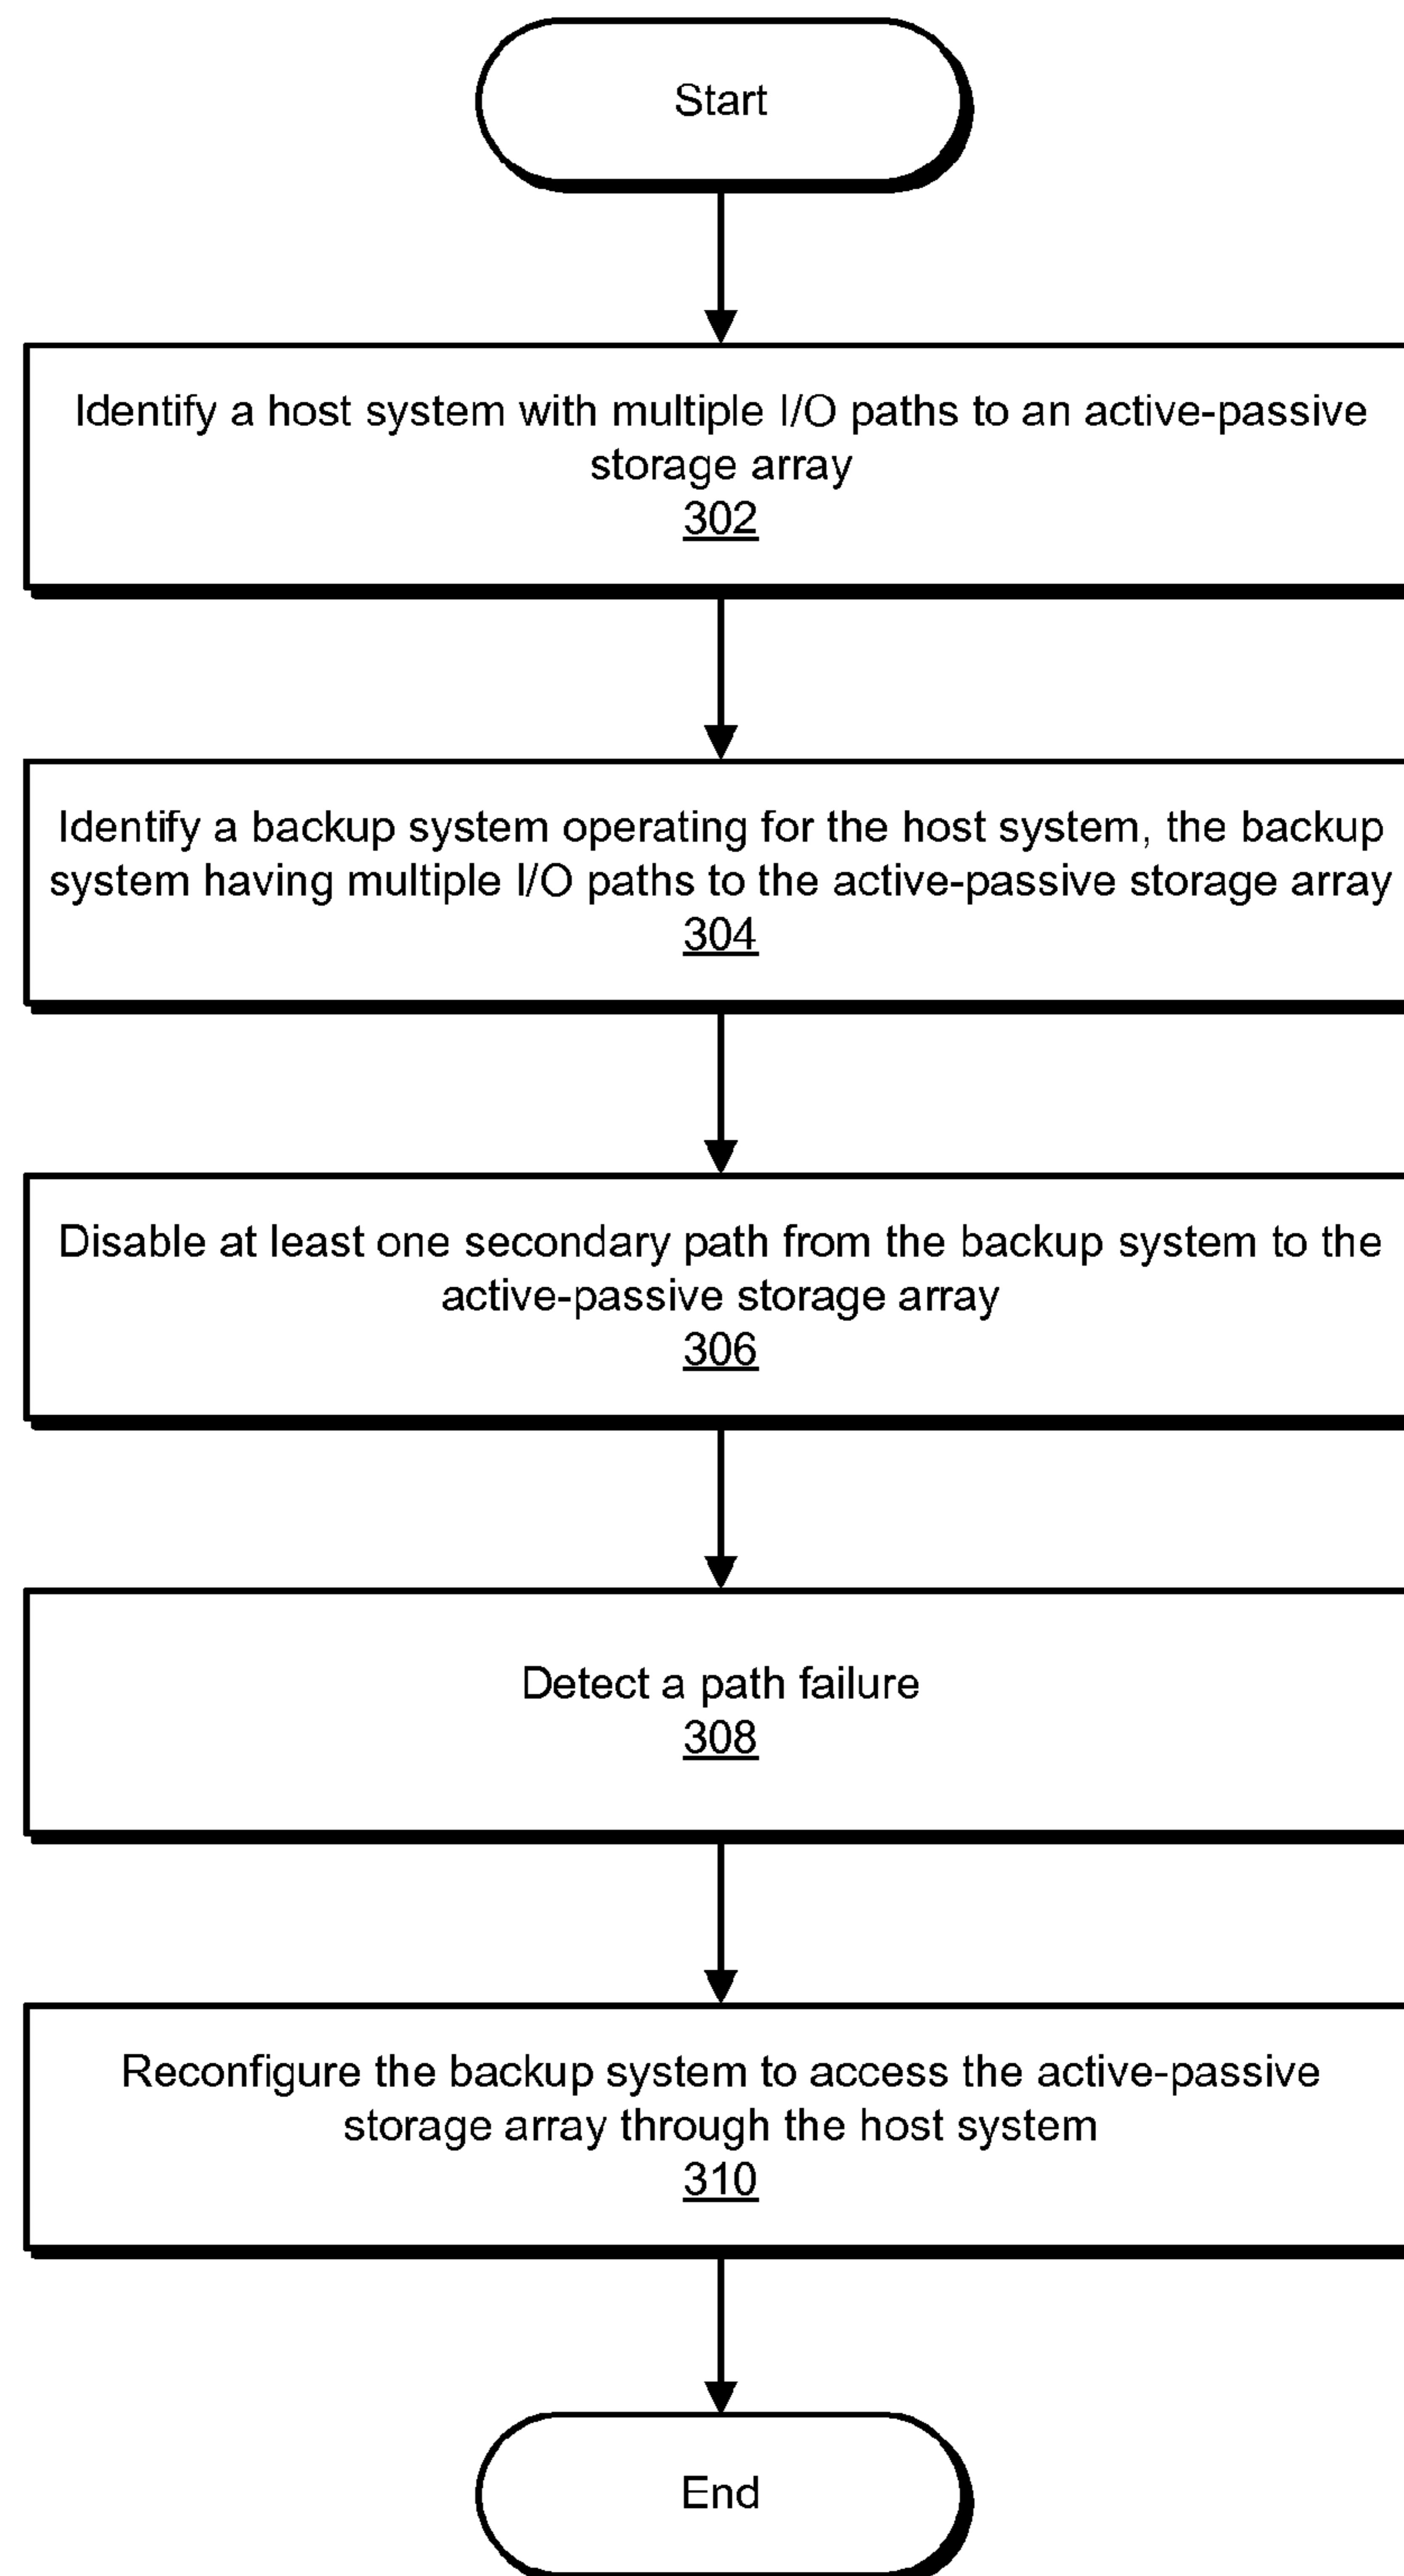 Start
Identify a host system with multiple I/O paths to an active-passive
storage array
302
Identify a backup system operating for the host system, the backup
system having multiple I/O paths to the active-passive storage array
304
Disable at least one secondary path from the backup system to the
active-passive storage array
306
Detect a path failure
308
Reconfigure the backup system to access the active-passive
storage array through the host system
310
End